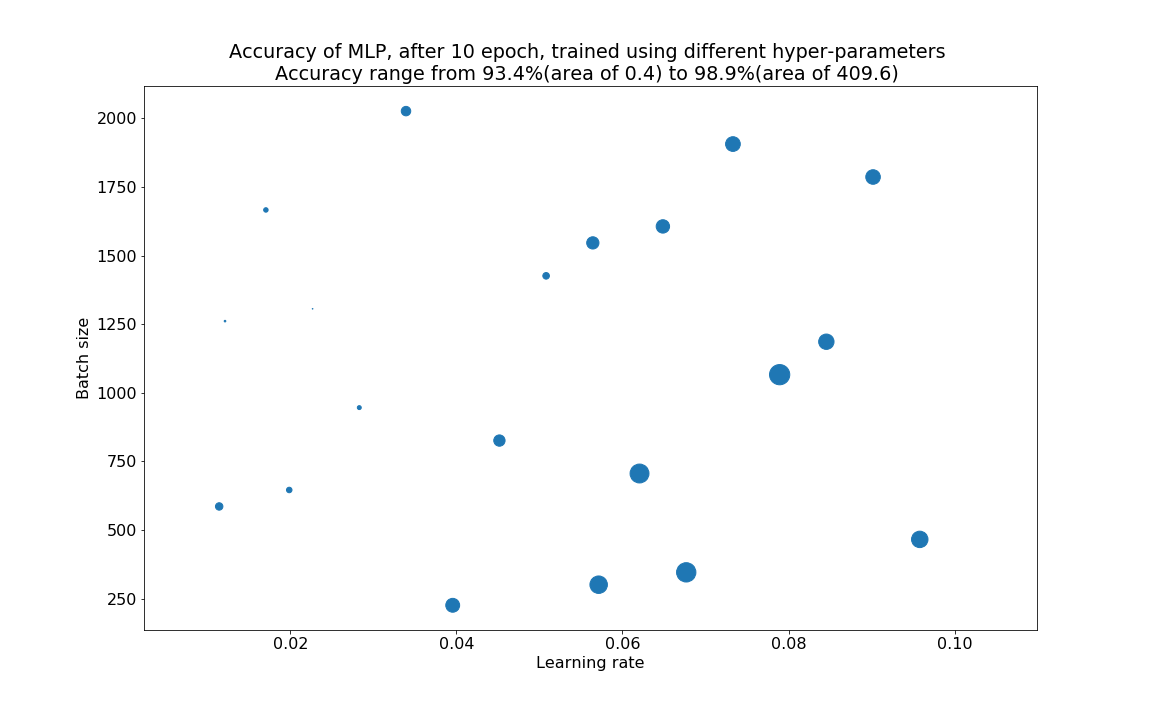 Accuracy of MLP, after 10 epoch, trained using different hyper-parameters
Accuracy range from 93.4%(area of 0.4) to 98.9%(area of 409.6)
2000
1750
1500
1250
1000
750
500
250
Batch size
0.02 0.04 0.06 0.08 0.10
Learning rate